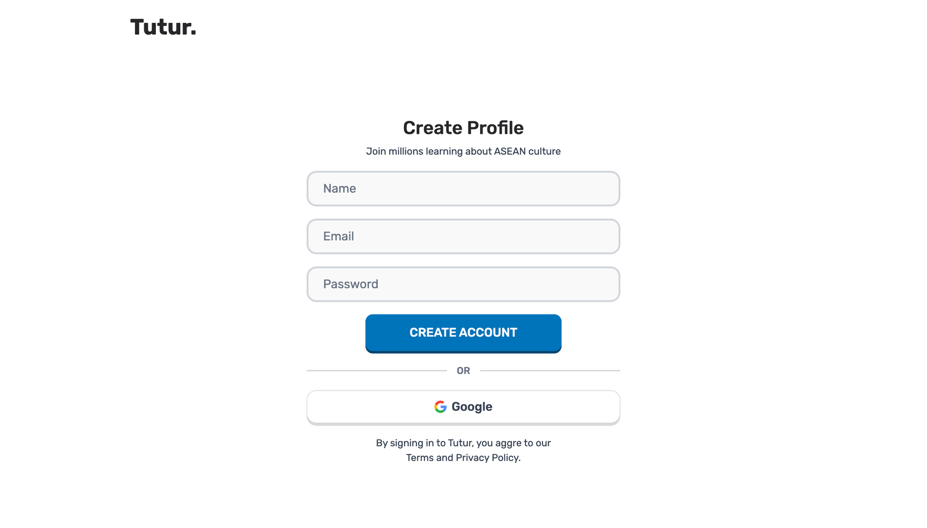 Tutur.
Create Profile
Join millions learning about ASEAN culture
Name
Email
Password
CREATE ACCOUNT
OR
Google
By signing in to Tutur, you aggre to our
Terms and Privacy Policy.